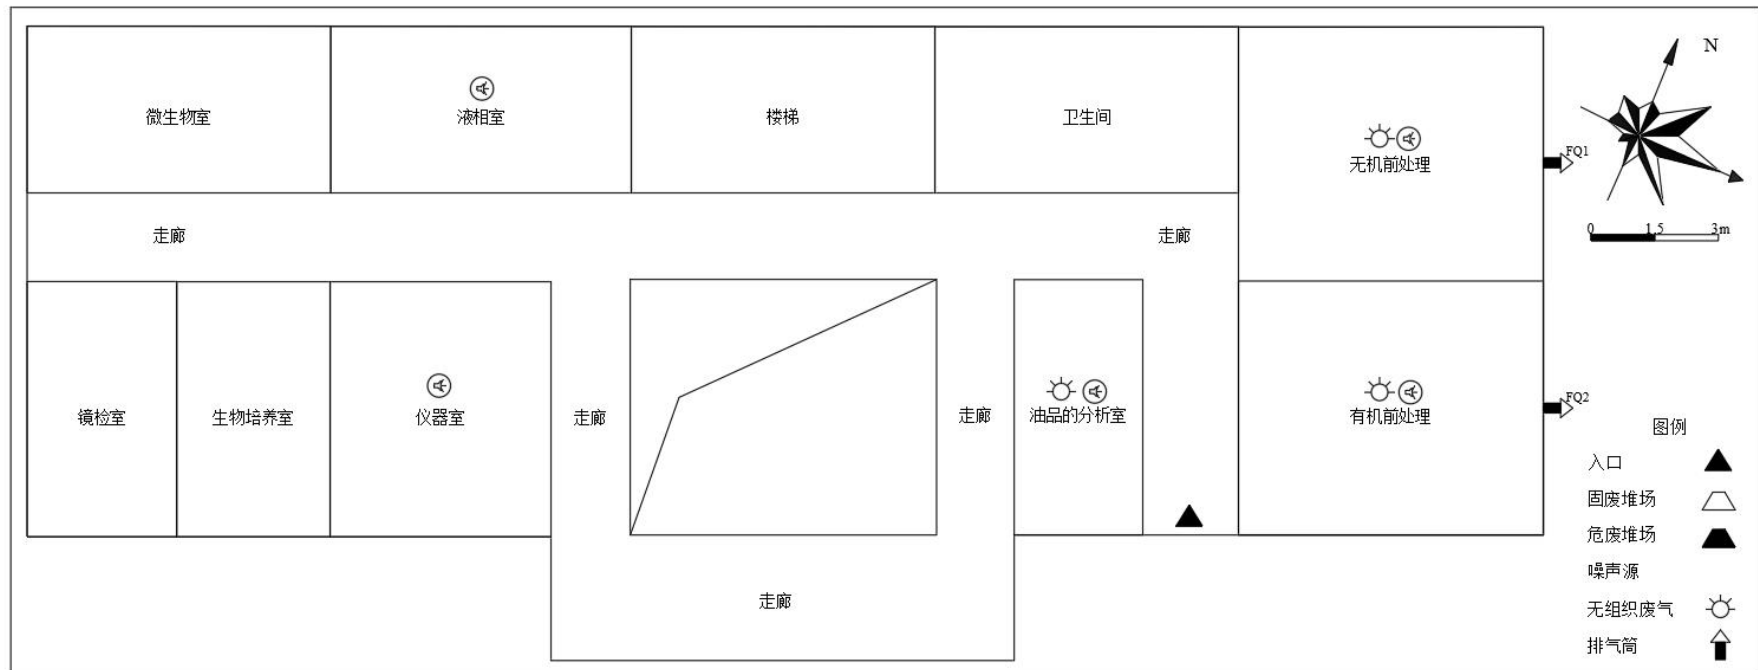 微生物室
液相室
楼梯
卫生间
无机前处理
FQ1
N
0 1.5 3m
走廊
走廊
镜检室
生物培养室
仪器室
走廊
走廊
油品的分析室
有机前处理
FQ2
走廊
图例
入口
固废堆场
危废堆场
噪声源
无组织废气
排气筒